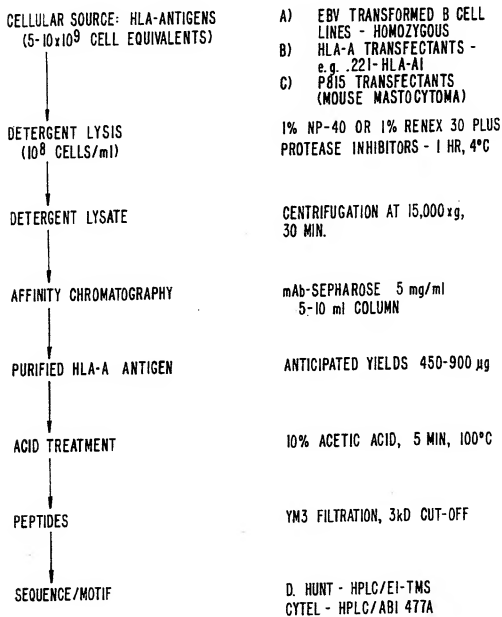 CELLULAR SOURCE: HLA-ANTIGENS
(5-10x10⁹ CELL EQUIVALENTS)
A) EBV TRANSFORMED B CELL
LINES - HOMOZYGOUS
B) HLA-A TRANSFECTANTS -
e.g. .221-HLA-A1
C) P815 TRANSFECTANTS
(MOUSE MASTOCYTOMA)
DETERGENT LYSIS
(10⁸ CELLS/ml)
1% NP-40 OR 1% RENEX 30 PLUS
PROTEASE INHIBITORS - 1 HR, 4°C
DETERGENT LYSATE
CENTRIFUGATION AT 15,000xg,
30 MIN.
AFFINITY CHROMATOGRAPHY
mAb-SEPHAROSE 5 mg/ml
5-10 ml COLUMN
PURIFIED HLA-A ANTIGEN
ANTICIPATED YIELDS 450-900 µg
ACID TREATMENT
10% ACETIC ACID, 5 MIN, 100°C
PEPTIDES
YM3 FILTRATION, 3kD CUT-OFF
SEQUENCE/MOTIF
D. HUNT - HPLC/EI-TMS
CYTEL - HPLC/ABI 477A